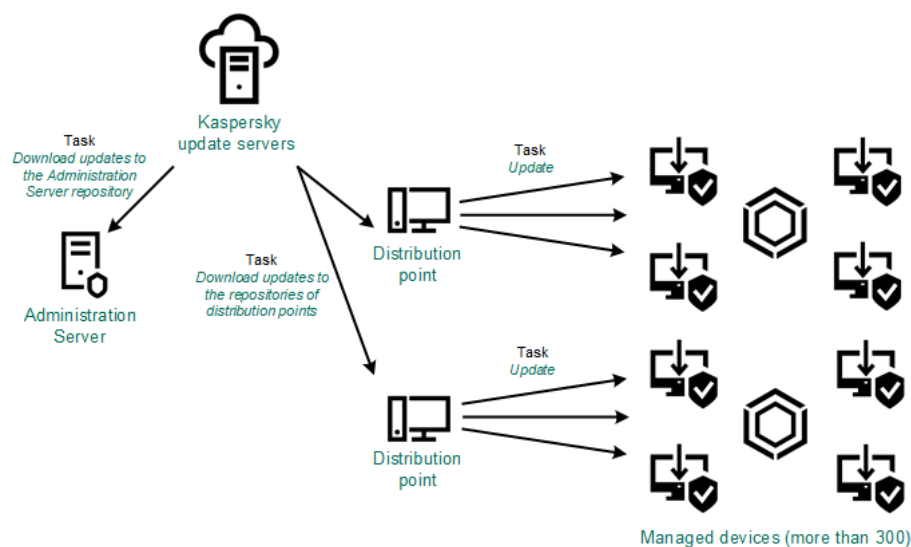 Kaspersky
update servers
Task
Download updates to
the Administration
Server repository
Administration
Server
Task
Download updates to
the repositories of
distribution points
Distribution
point
Task
Update
Distribution
point
Task
Update
Managed devices (more than 300)